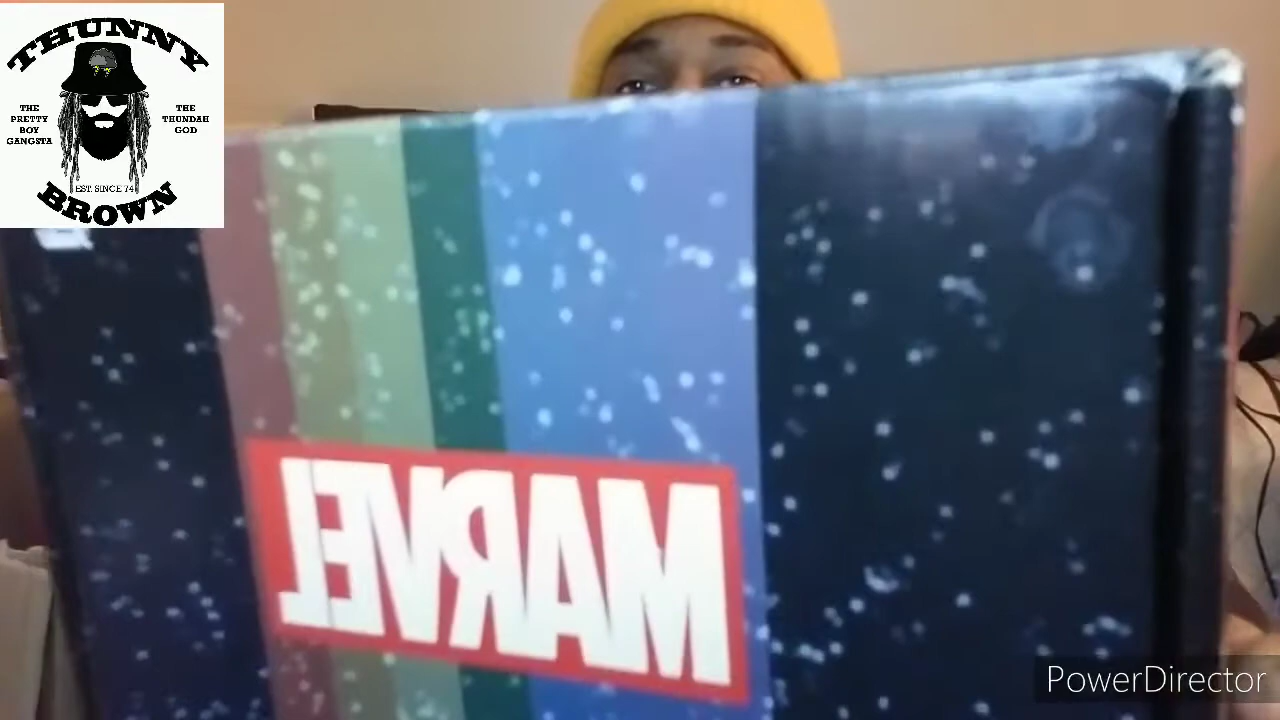 THUNNY
THE
PRETTY
BOY
GANGSTA
THE
THUNDAH
GOD
EST. SINCE 74
BROWN
MARVEL
PowerDirector